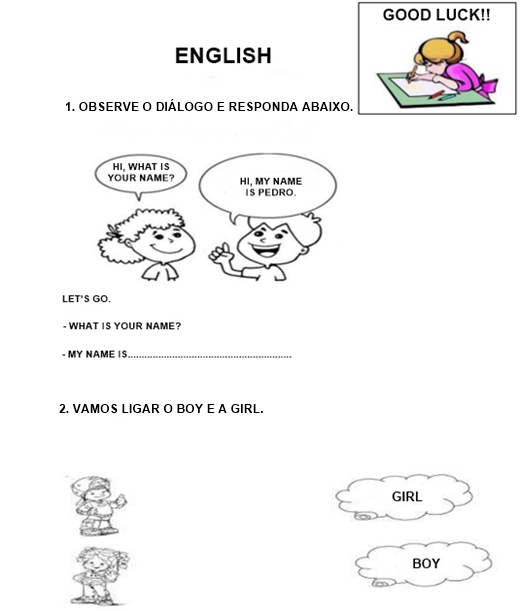 GOOD LUCK!!
ENGLISH
1. OBSERVE O DIÁLOGO E RESPONDA ABAIXO.
HI, WHAT IS
YOUR NAME?
HI, MY NAME
IS PEDRO.
LET'S GO.
- WHAT IS YOUR NAME?
- MY NAME IS...........................................................
2. VAMOS LIGAR O BOY E A GIRL.
GIRL
BOY